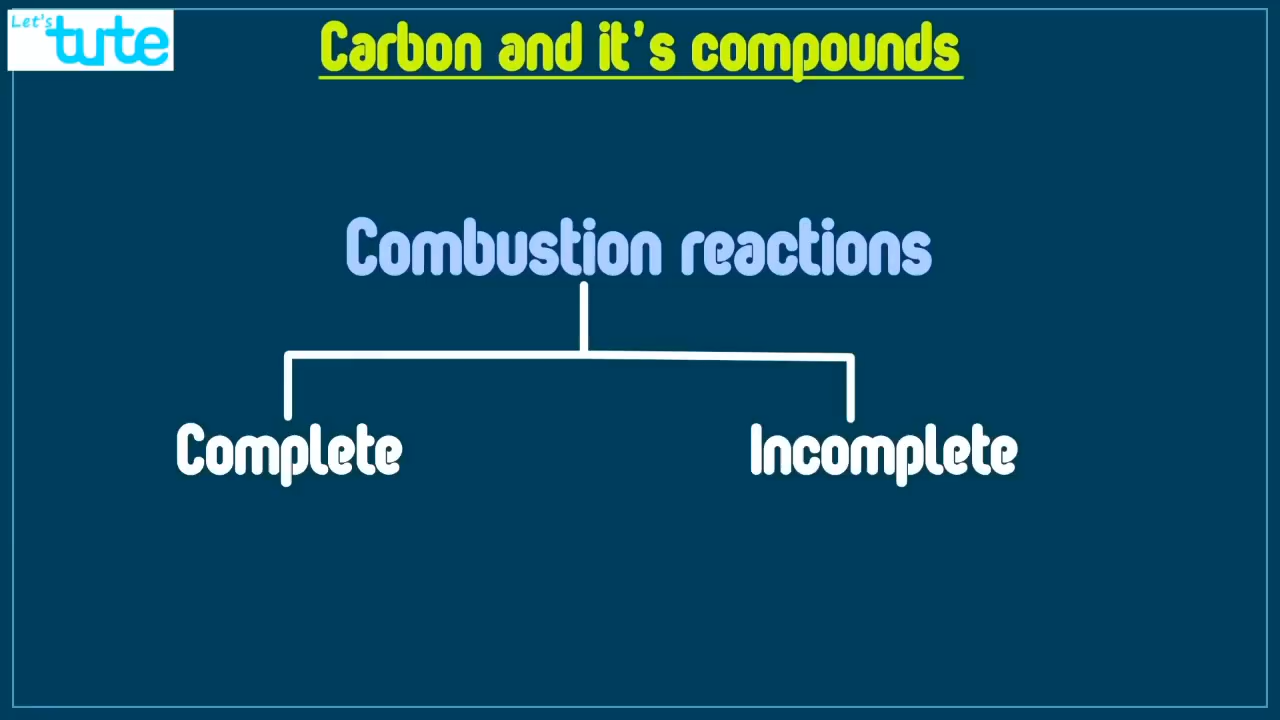 Let's tute
Carbon and it's compounds
Combustion reactions
Complete Incomplete